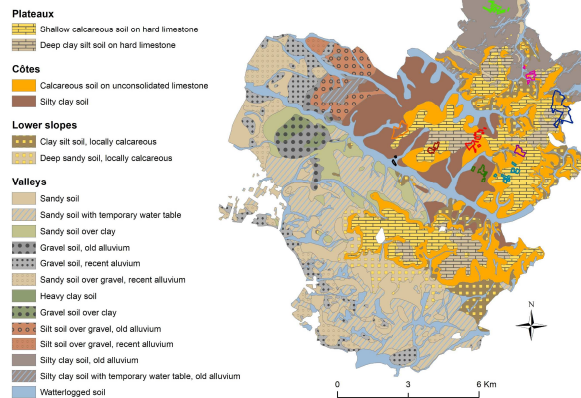 Plateaux
Shallow calcareous soil on hard limestone
Deep clay silt soil on hard limestone
Côtes
Calcareous soil on unconsolidated limestone
Silty clay soil
Lower slopes
Clay silt soil, locally calcareous
Deep sandy soil, locally calcareous
Valleys
Sandy soil
Sandy soil with temporary water table
Sandy soil over clay
Gravel soil, old alluvium
Gravel soil, recent aluvium
Sandy soil over gravel, recent alluvium
Heavy clay soil
Gravel soil over clay
Silt soil over gravel, old alluvium
Silt soil over gravel, recent alluvium
Silty clay soil, old alluvium
Silty clay soil with temporary water table, old alluvium
Watterlogged soil
N
0 3 6 Km